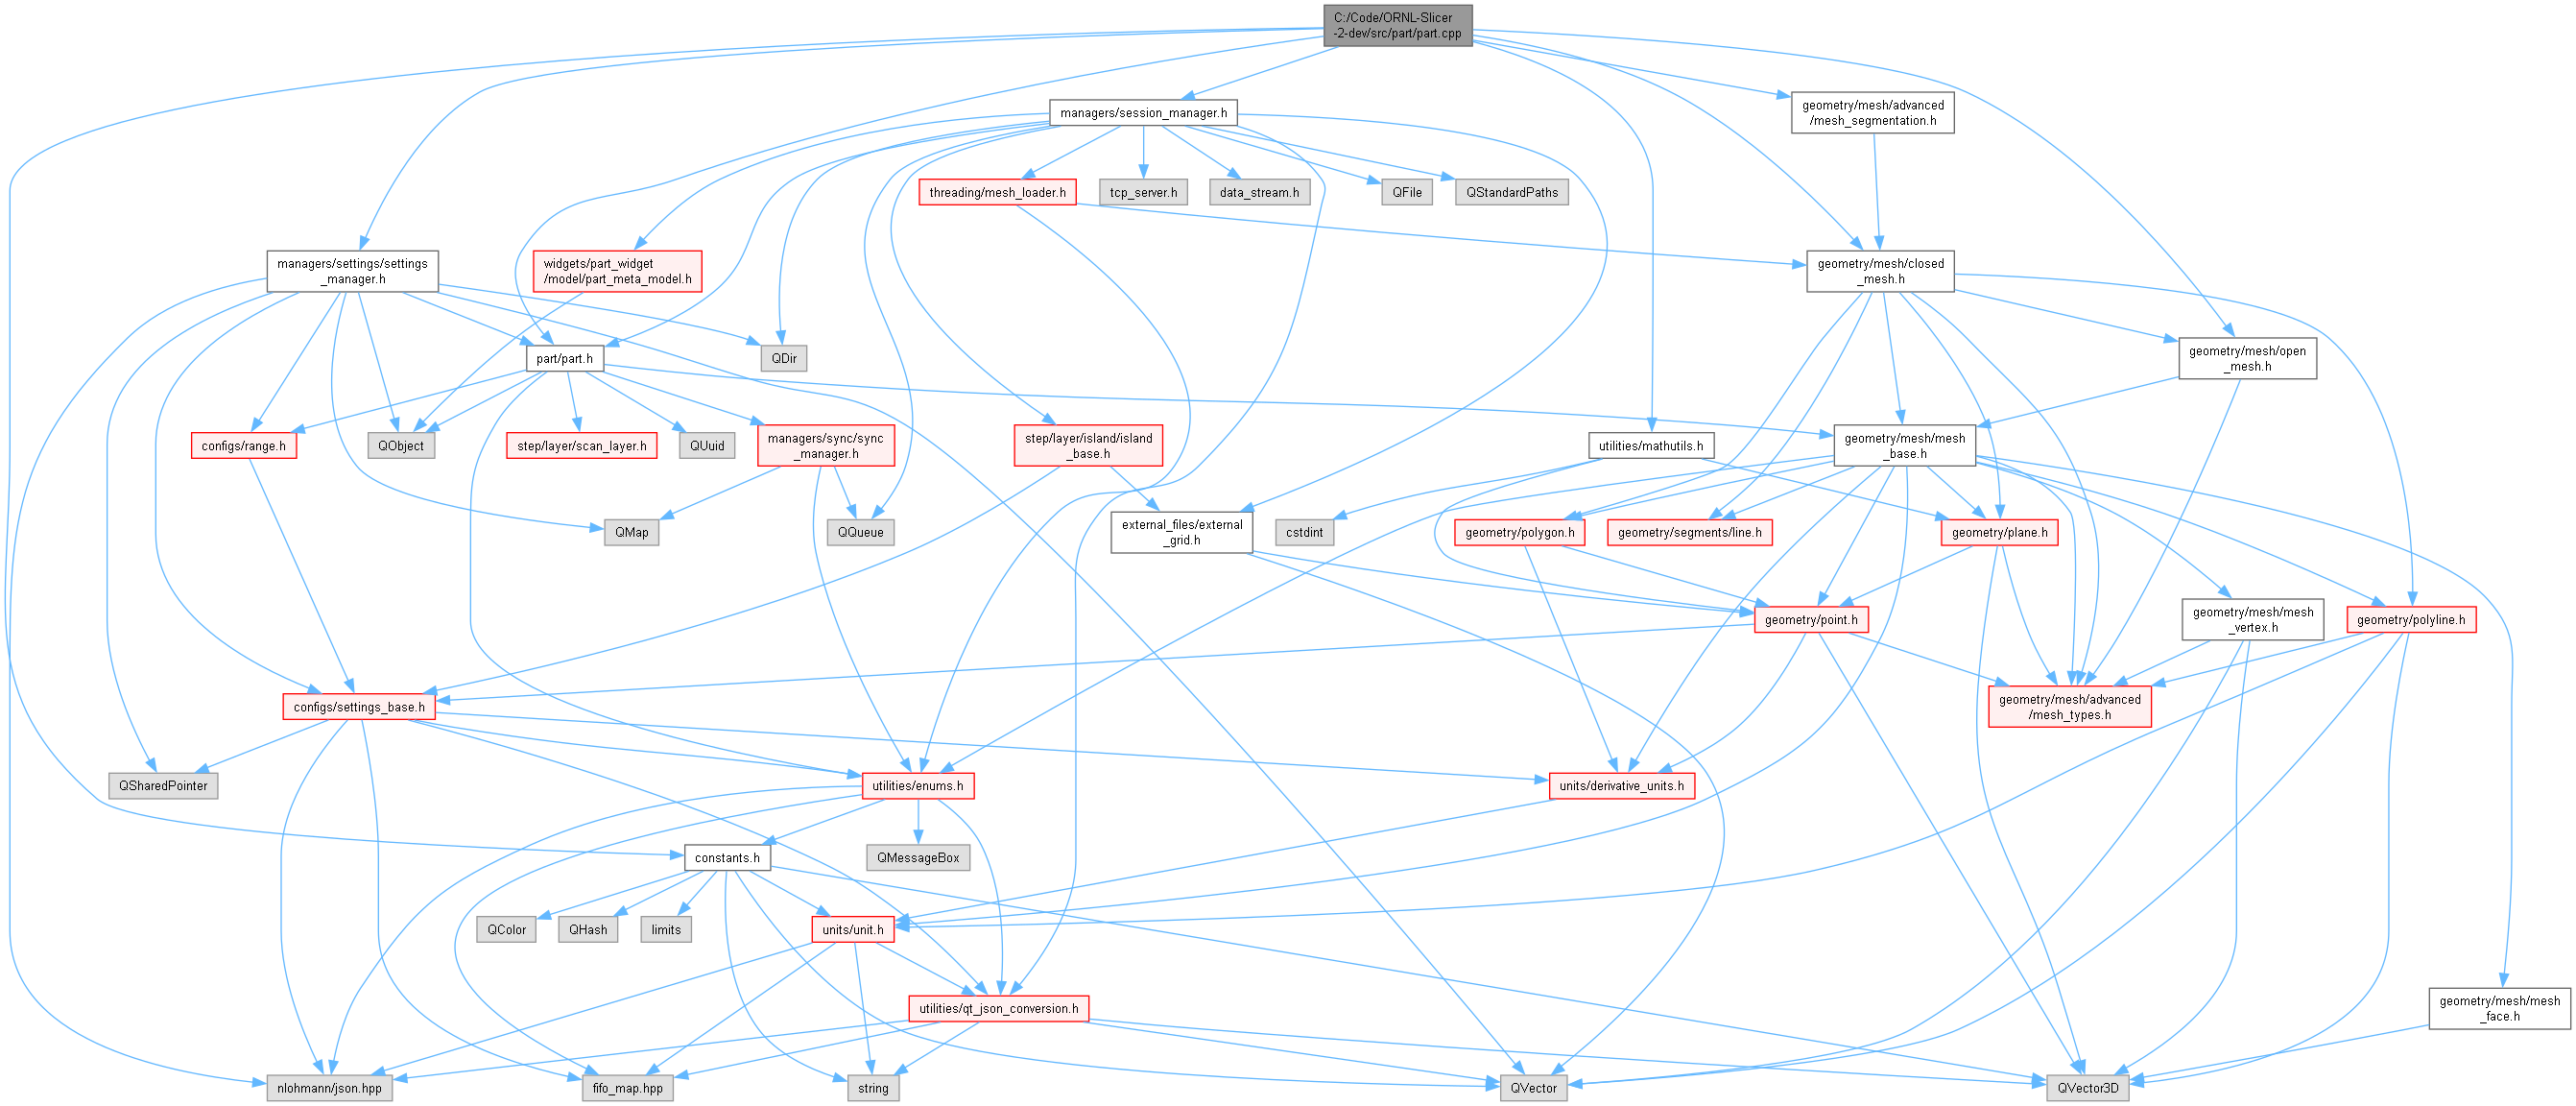 C:/Code/ORNL-Slicer
-2-dev/src/part/part.cpp
geometry/mesh/advanced
/mesh_segmentation.h
managers/session_manager.h
threading/mesh_loader.h
tcp_server.h
data_stream.h
QFile
QStandardPaths
managers/settings/settings
_manager.h
widgets/part_widget
/model/part_meta_model.h
geometry/mesh/closed
_mesh.h
part/part.h
QDir
geometry/mesh/open
_mesh.h
configs/range.h
QObject
step/layer/scan_layer.h
QUuid
managers/sync/sync
_manager.h
step/layer/island/island
_base.h
utilities/mathutils.h
geometry/mesh/mesh
_base.h
QMap
QQueue
external_files/external
_grid.h
cstdint
geometry/polygon.h
geometry/segments/line.h
geometry/plane.h
geometry/point.h
geometry/mesh/mesh
_vertex.h
geometry/polyline.h
configs/settings_base.h
geometry/mesh/advanced
/mesh_types.h
QSharedPointer
utilities/enums.h
units/derivative_units.h
constants.h
QMessageBox
QColor
QHash
limits
units/unit.h
utilities/qt_json_conversion.h
geometry/mesh/mesh
_face.h
nlohmann/json.hpp
fifo_map.hpp
string
QVector
QVector3D